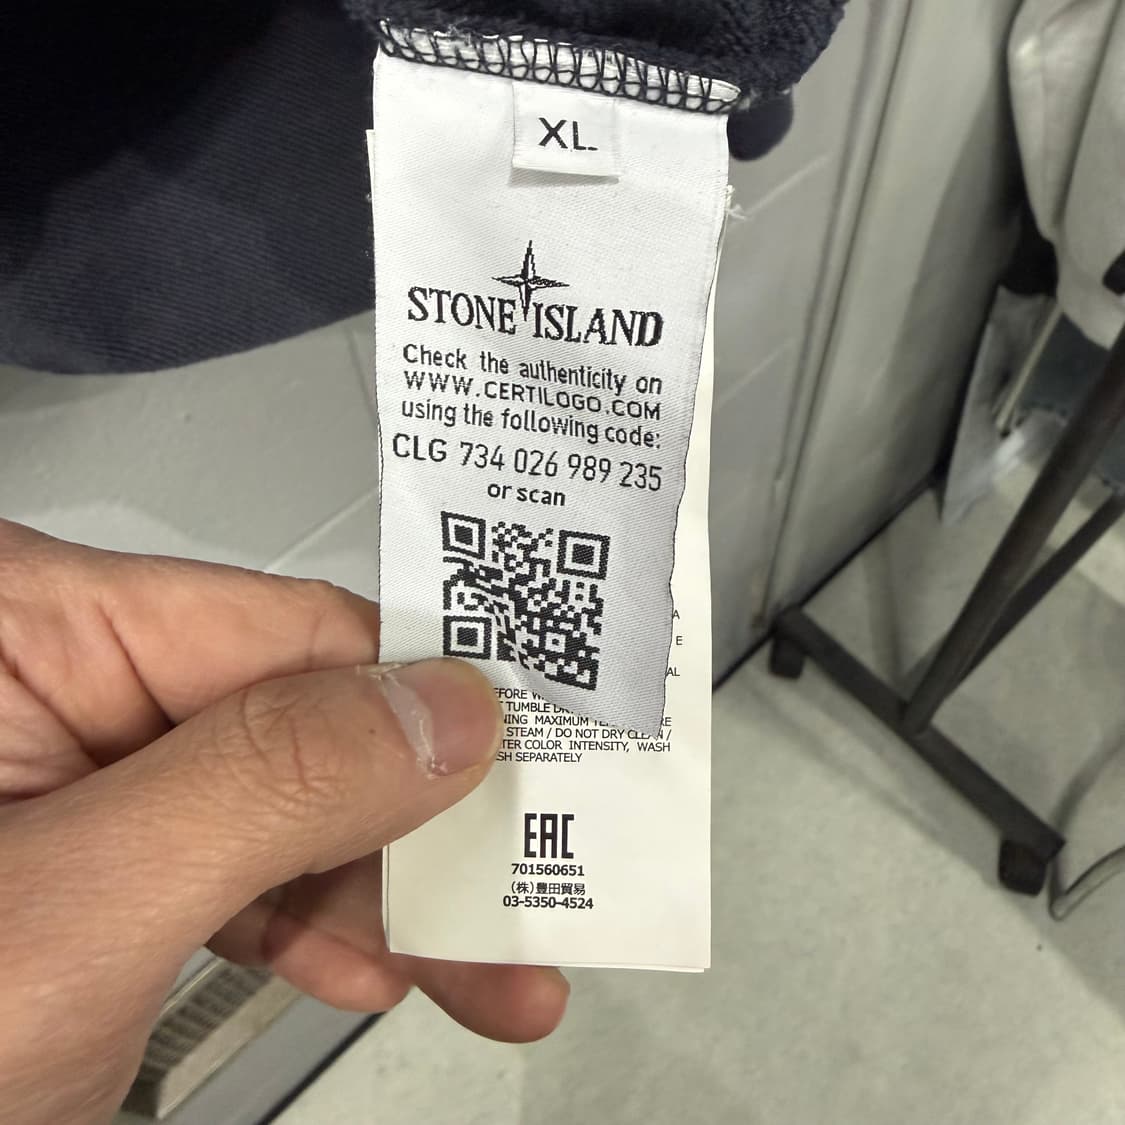 XL
STONE ISLAND
Check the authenticity on
WWW.CERTILOGO.COM
using the following code:
CLG 734 026 989 235
or scan
A
E
AL
TUMBLE
MAXIMUM
STEAM / DO NOT DRY CLEAN /
COLOR INTENSITY, WASH
SEPARATELY
EAC
701560651
(株)豊田貿易
03-5350-4524